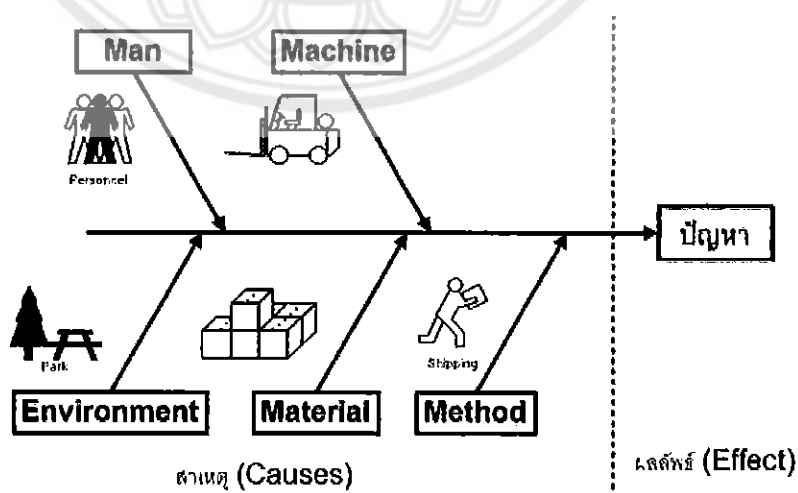 Man
Machine
Personnel
ปัญหา
Park
Shipping
Environment
Material
Method
สาเหตุ (Causes)
ผลลัพธ์ (Effect)